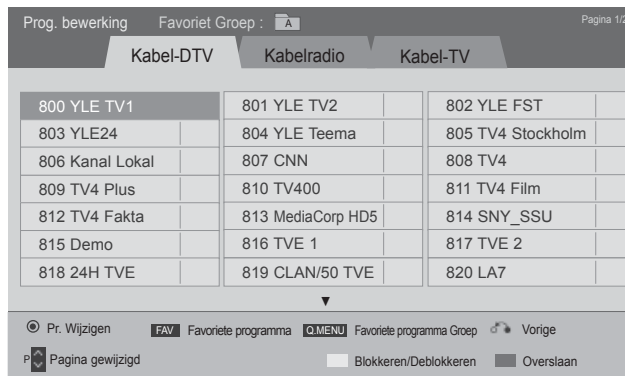 Prog. bewerking Favoriet Groep : A Pagina 1/2
Kabel-DTV Kabelradio Kabel-TV
800 YLE TV1 801 YLE TV2 802 YLE FST
803 YLE24 804 YLE Teema 805 TV4 Stockholm
806 Kanal Lokal 807 CNN 808 TV4
809 TV4 Plus 810 TV400 811 TV4 Film
812 TV4 Fakta 813 MediaCorp HD5 814 SNY_SSU
815 Demo 816 TVE 1 817 TVE 2
818 24H TVE 819 CLAN/50 TVE 820 LA7
Pr. Wijzigen FAV Favoriete programma Q.MENU Favoriete programma Groep Vorige
P Pagina gewijzigd Blokkeren/Deblokkeren Overslaan